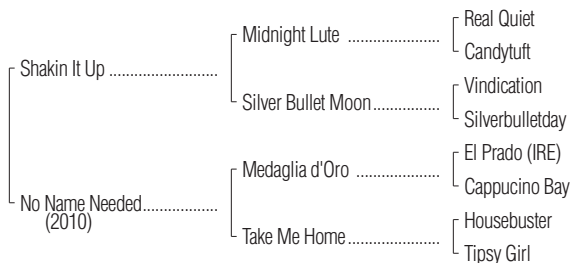 Real Quiet
Midnight Lute ......................
Candytuft
Shakin It Up .........................
Vindication
Silver Bullet Moon................
Silverbulletday
El Prado (IRE)
Medaglia d'Oro ....................
Cappucino Bay
No Name Needed.................
(2010)
Housebuster
Take Me Home......................
Tipsy Girl